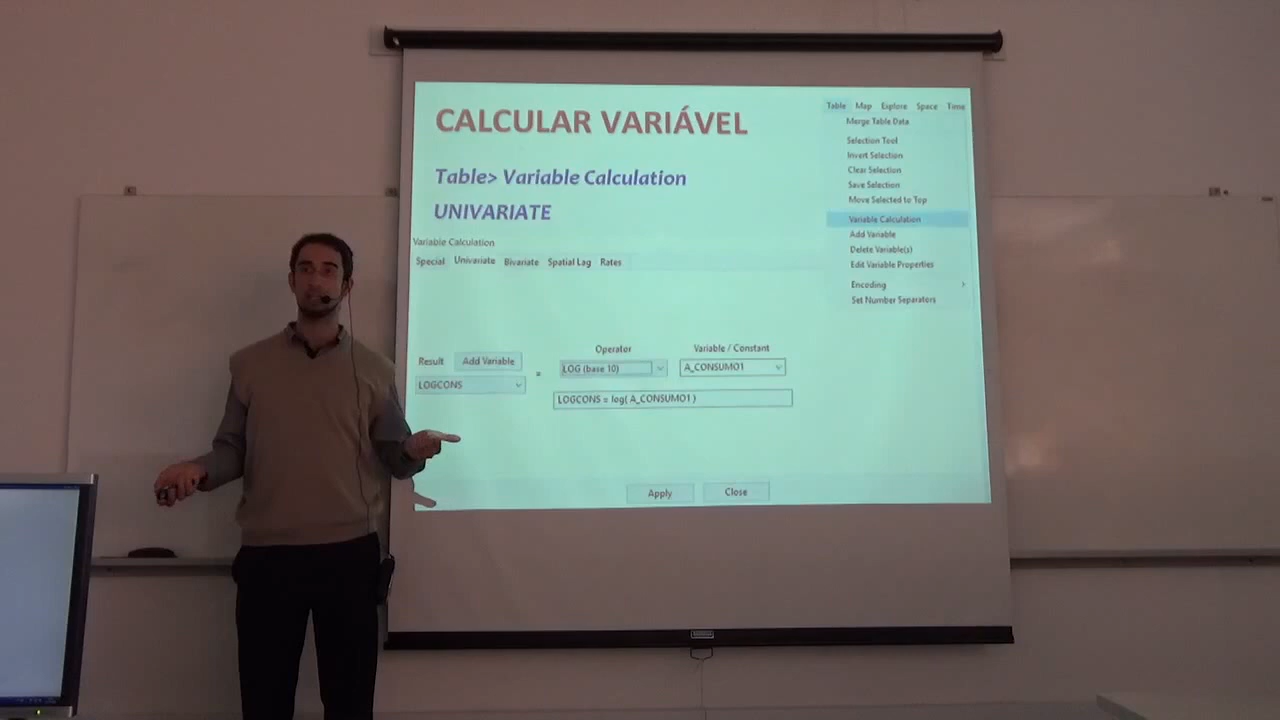 CALCULAR VARIÁVEL
Table> Variable Calculation
UNIVARIATE
Variable Calculation
Special Univariate Bivariate Spatial Lag Rates
Operator Variable / Constant
Result Add Variable = LOG (base 10) A_CONSUMO1
LOGCONS
LOGCONS = log( A_CONSUMO1 )
Apply Close
Table Map Explore Space Time
Merge Table Data
Selection Tool
Invert Selection
Clear Selection
Save Selection
Move Selected to Top
Variable Calculation
Add Variable
Delete Variable(s)
Edit Variable Properties
Encoding >
Set Number Separators